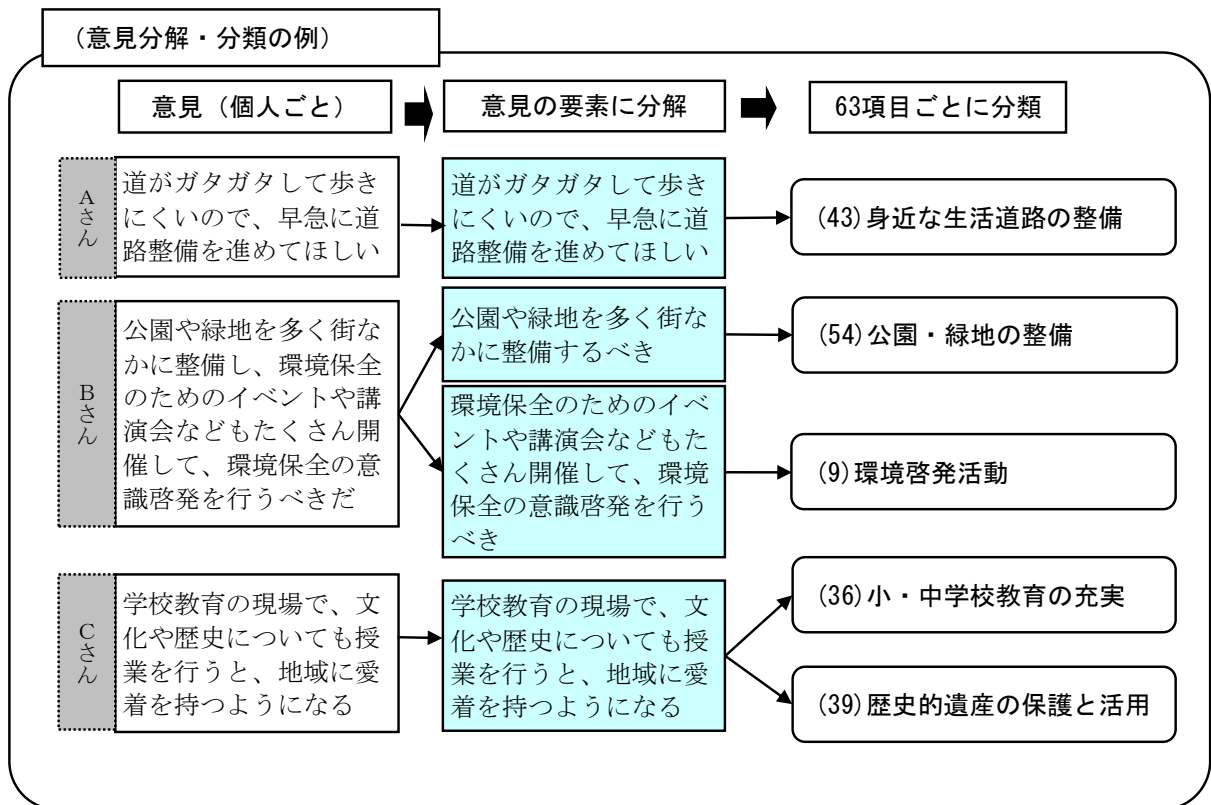 （意見分解・分類の例）
意見（個人ごと）
意見の要素に分解
63項目ごとに分類
Aさん
道がガタガタして歩き
にくいので、早急に道
路整備を進めてほしい
道がガタガタして歩き
にくいので、早急に道
路整備を進めてほしい
(43)身近な生活道路の整備
Bさん
公園や緑地を多く街な
かに整備し、環境保全
のためのイベントや講
演会などもたくさん開
催して、環境保全の意
識啓発を行うべきだ
公園や緑地を多く街な
かに整備するべき
(54)公園・緑地の整備
環境保全のためのイベ
ントや講演会などもた
くさん開催して、環境
保全の意識啓発を行う
べき
(9)環境啓発活動
Cさん
学校教育の現場で、文
化や歴史についても授
業を行うと、地域に愛
着を持つようになる
学校教育の現場で、文
化や歴史についても授
業を行うと、地域に愛
着を持つようになる
(36)小・中学校教育の充実
(39)歴史的遺産の保護と活用